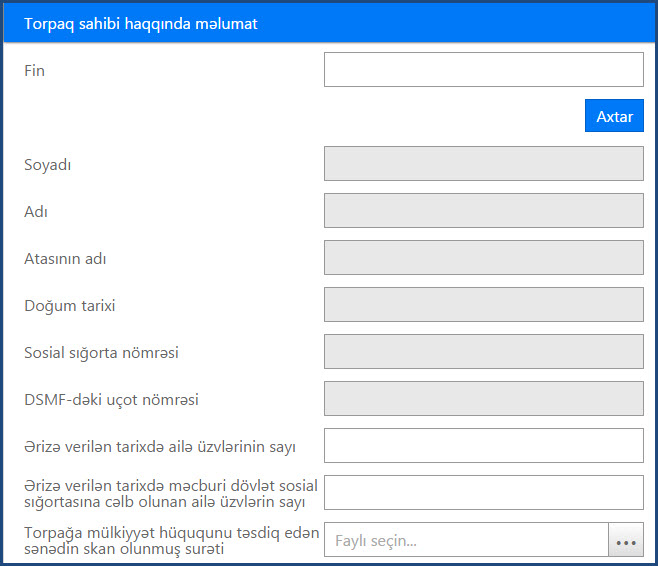 Torpaq sahibi haqqında məlumat
Fin
Axtar
Soyadı
Adı
Atasının adı
Doğum tarixi
Sosial sığorta nömrəsi
DSMF-dəki uçot nömrəsi
Ərizə verilən tarixdə ailə üzvlərinin sayı
Ərizə verilən tarixdə məcburi dövlət sosial
sığortasına cəlb olunan ailə üzvlərin sayı
Torpağa mülkiyyət hüququnu təsdiq edən
sənədin skan olunmuş surəti
Faylı seçin...